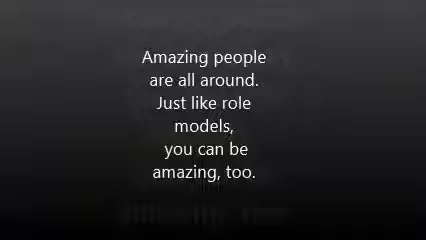 Amazing people
are all around.
Just like role
models,
you can be
amazing, too.